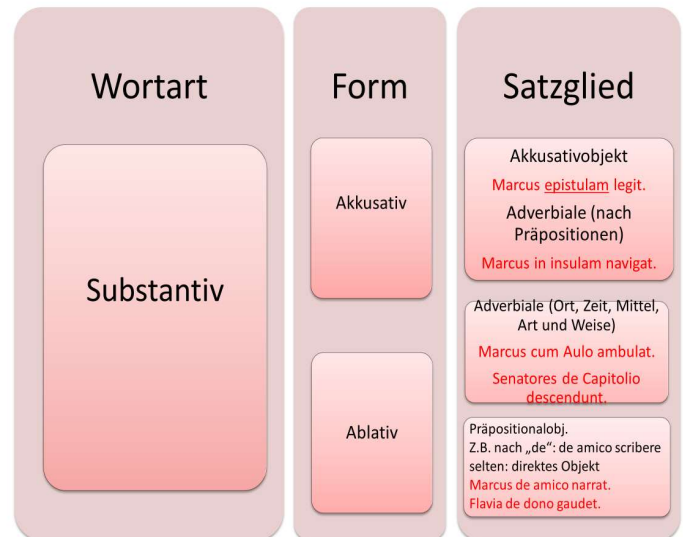 Wortart
Substantiv
Form
Akkusativ
Ablativ
Satzglied
Akkusativobjekt
Marcus epistulam legit.
Adverbiale (nach
Präpositionen)
Marcus in insulam navigat.
Adverbiale (Ort, Zeit, Mittel,
Art und Weise)
Marcus cum Aulo ambulat.
Senatores de Capitolio
descendunt.
Präpositionalobj.
Z.B. nach „de“: de amico scribere
selten: direktes Objekt
Marcus de amico narrat.
Flavia de dono gaudet.